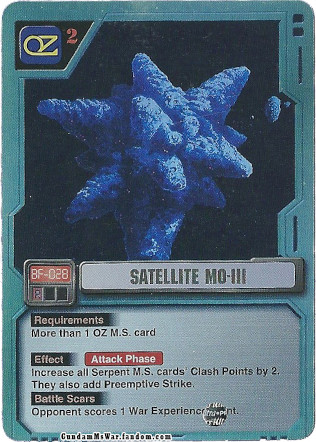 OZ 2
SATELLITE MO-III
BF-028
Requirements
More than 1 OZ M.S. card
Effect Attack Phase
Increase all Serpent M.S. cards' Clash Points by 2.
They also add Preemptive Strike.
Battle Scars
Opponent scores 1 War Experience
GundamMsWar.fandom.com